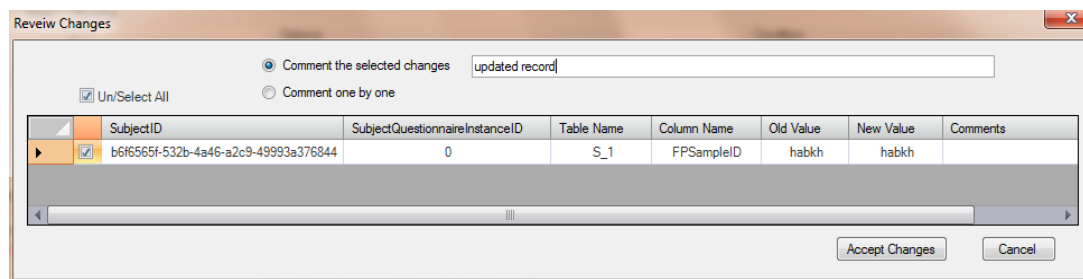 Reveiw Changes
Comment the selected changes updated record
Un/Select All Comment one by one
SubjectID SubjectQuestionnaireInstanceID Table Name Column Name Old Value New Value Comments
b6f6565f-532b-4a46-a2c9-49993a376844 0 S_1 FPSampleID habkh habkh
Accept Changes Cancel